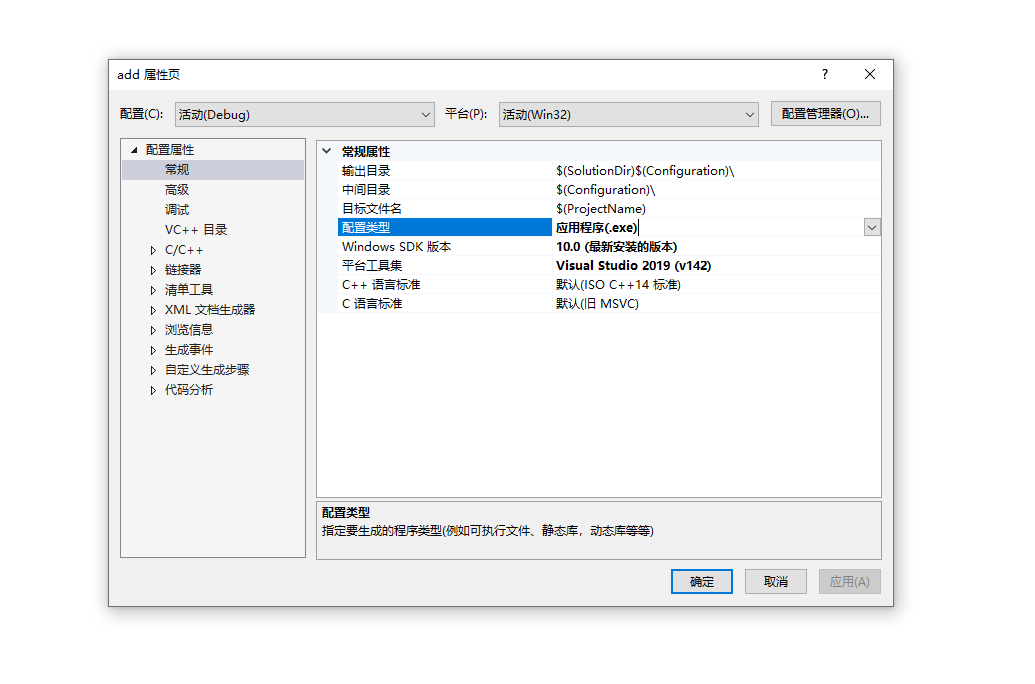 add 属性页
?
配置(C): 活动(Debug) 平台(P): 活动(Win32) 配置管理器(O)...
配置属性
常规
高级
调试
VC++ 目录
C/C++
链接器
清单工具
XML 文档生成器
浏览信息
生成事件
自定义生成步骤
代码分析
常规属性
输出目录 $(SolutionDir)$(Configuration)\
中间目录 $(Configuration)\
目标文件名 $(ProjectName)
配置类型 应用程序(.exe)
Windows SDK 版本 10.0 (最新安装的版本)
平台工具集 Visual Studio 2019 (v142)
C++ 语言标准 默认(ISO C++14 标准)
C 语言标准 默认(旧 MSVC)
配置类型
指定要生成的程序类型(例如可执行文件、静态库，动态库等等)
确定 取消 应用(A)